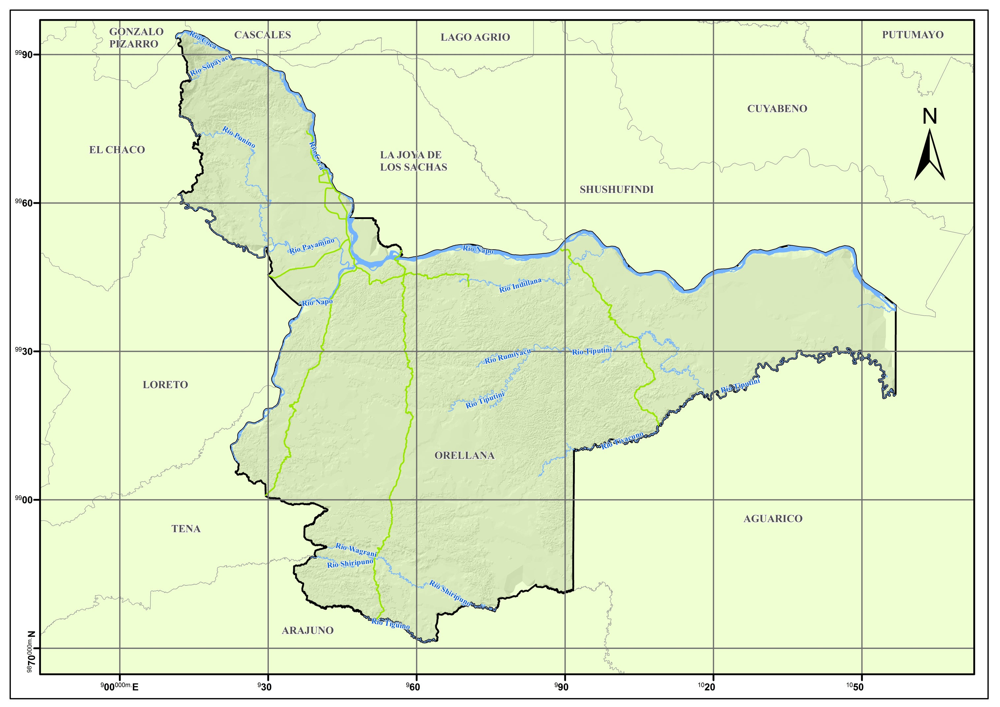 GONZALO
PIZARRO
CASCALES
LAGO AGRIO
PUTUMAYO
Río Coca
9990
Río Supayacu
CUYABENO
N
Río Punino
EL CHACO
Río Coca
LA JOYA DE
LOS SACHAS
SHUSHUFINDI
9960
Río Payamino
Río Napo
Río Indillana
Río Napo
9930
Río Rumiyacu
Río Tiputini
LORETO
Río Tiputini
Río Tiputini
Río Tivacuno
ORELLANA
9900
AGUARICO
TENA
Río Wagrani
Río Shiripuno
Río Shiripuno
Río Tigüino
ARAJUNO
9870000m.N
900000m.E
930
960
990
1020
1050